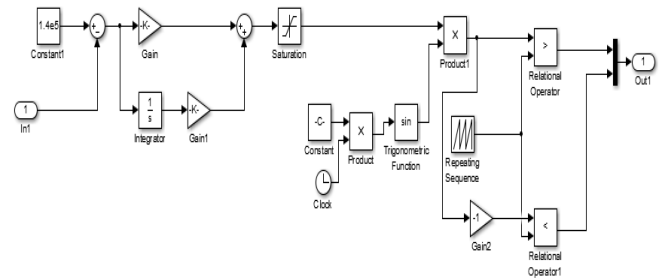 1.4e5
Constant1
+
-
-K-
Gain
+
+
Saturation
X
Product1
>
Relational
Operator
1
Out1
1
In1
1
s
Integrator
-K-
Gain1
-C-
Constant
X
Product
sin
Trigonometric
Function
Clock
Repeating
Sequence
-1
Gain2
<
Relational
Operator1